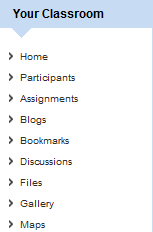 Your Classroom
Home
Participants
Assignments
Blogs
Bookmarks
Discussions
Files
Gallery
Maps